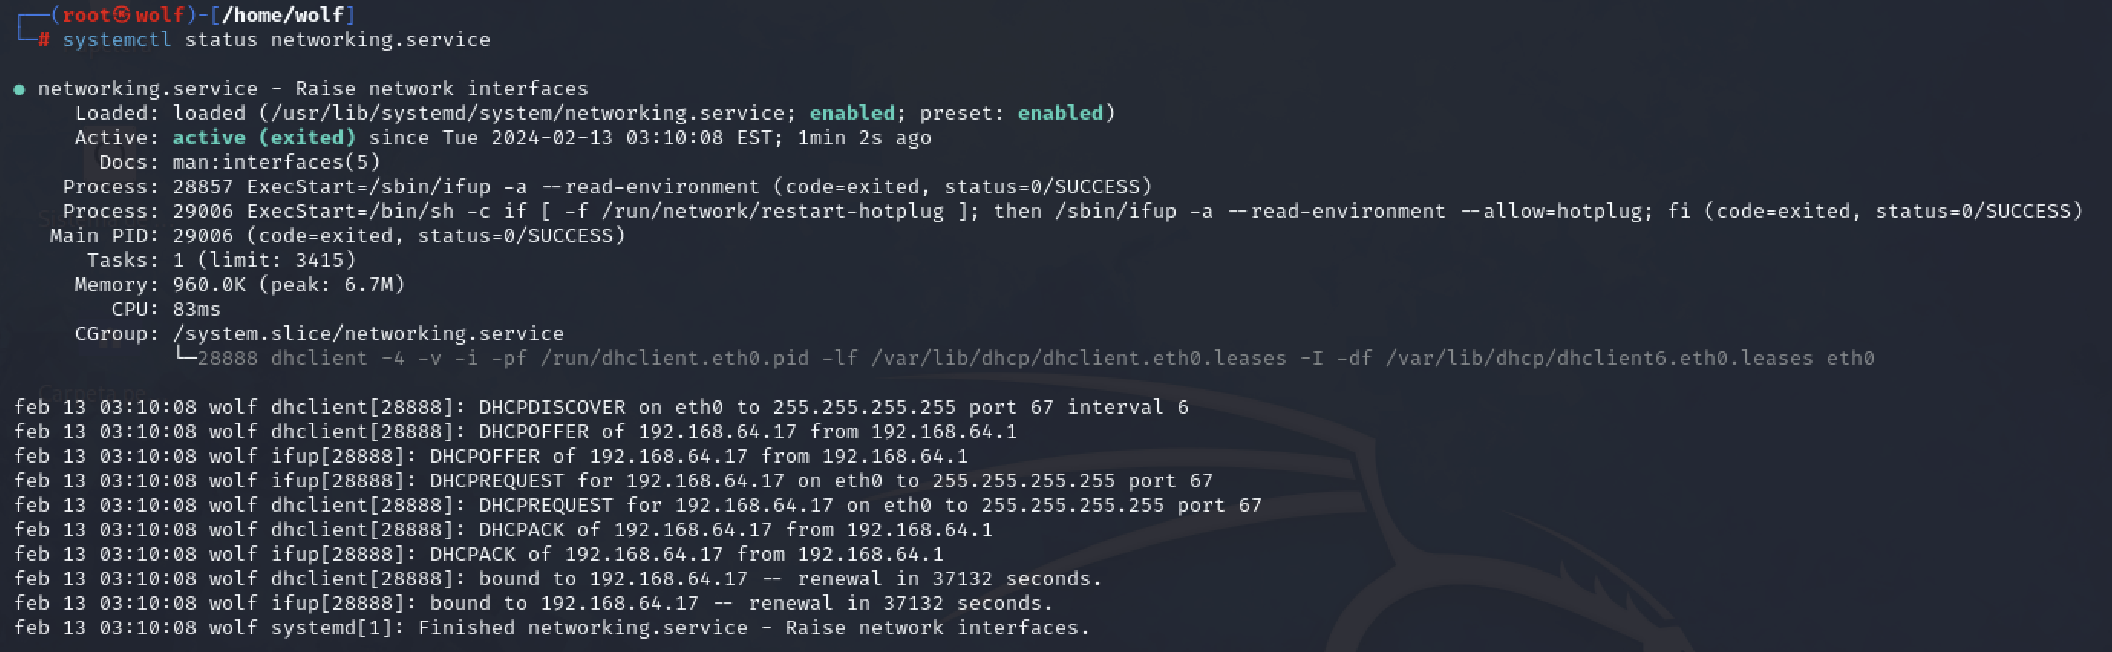 ┌──(root㉿wolf)-[/home/wolf]
└─# systemctl status networking.service
● networking.service - Raise network interfaces
Loaded: loaded (/usr/lib/systemd/system/networking.service; enabled; preset: enabled)
Active: active (exited) since Tue 2024-02-13 03:10:08 EST; 1min 2s ago
Docs: man:interfaces(5)
Process: 28857 ExecStart=/sbin/ifup -a --read-environment (code=exited, status=0/SUCCESS)
Process: 29006 ExecStart=/bin/sh -c if [ -f /run/network/restart-hotplug ]; then /sbin/ifup -a --read-environment --allow=hotplug; fi (code=exited, status=0/SUCCESS)
Main PID: 29006 (code=exited, status=0/SUCCESS)
Tasks: 1 (limit: 3415)
Memory: 960.0K (peak: 6.7M)
CPU: 83ms
CGroup: /system.slice/networking.service
└─28888 dhclient -4 -v -i -pf /run/dhclient.eth0.pid -lf /var/lib/dhcp/dhclient.eth0.leases -I -df /var/lib/dhcp/dhclient6.eth0.leases eth0
feb 13 03:10:08 wolf dhclient[28888]: DHCPDISCOVER on eth0 to 255.255.255.255 port 67 interval 6
feb 13 03:10:08 wolf dhclient[28888]: DHCPOFFER of 192.168.64.17 from 192.168.64.1
feb 13 03:10:08 wolf ifup[28888]: DHCPOFFER of 192.168.64.17 from 192.168.64.1
feb 13 03:10:08 wolf ifup[28888]: DHCPREQUEST for 192.168.64.17 on eth0 to 255.255.255.255 port 67
feb 13 03:10:08 wolf dhclient[28888]: DHCPREQUEST for 192.168.64.17 on eth0 to 255.255.255.255 port 67
feb 13 03:10:08 wolf dhclient[28888]: DHCPACK of 192.168.64.17 from 192.168.64.1
feb 13 03:10:08 wolf ifup[28888]: DHCPACK of 192.168.64.17 from 192.168.64.1
feb 13 03:10:08 wolf dhclient[28888]: bound to 192.168.64.17 -- renewal in 37132 seconds.
feb 13 03:10:08 wolf ifup[28888]: bound to 192.168.64.17 -- renewal in 37132 seconds.
feb 13 03:10:08 wolf systemd[1]: Finished networking.service - Raise network interfaces.